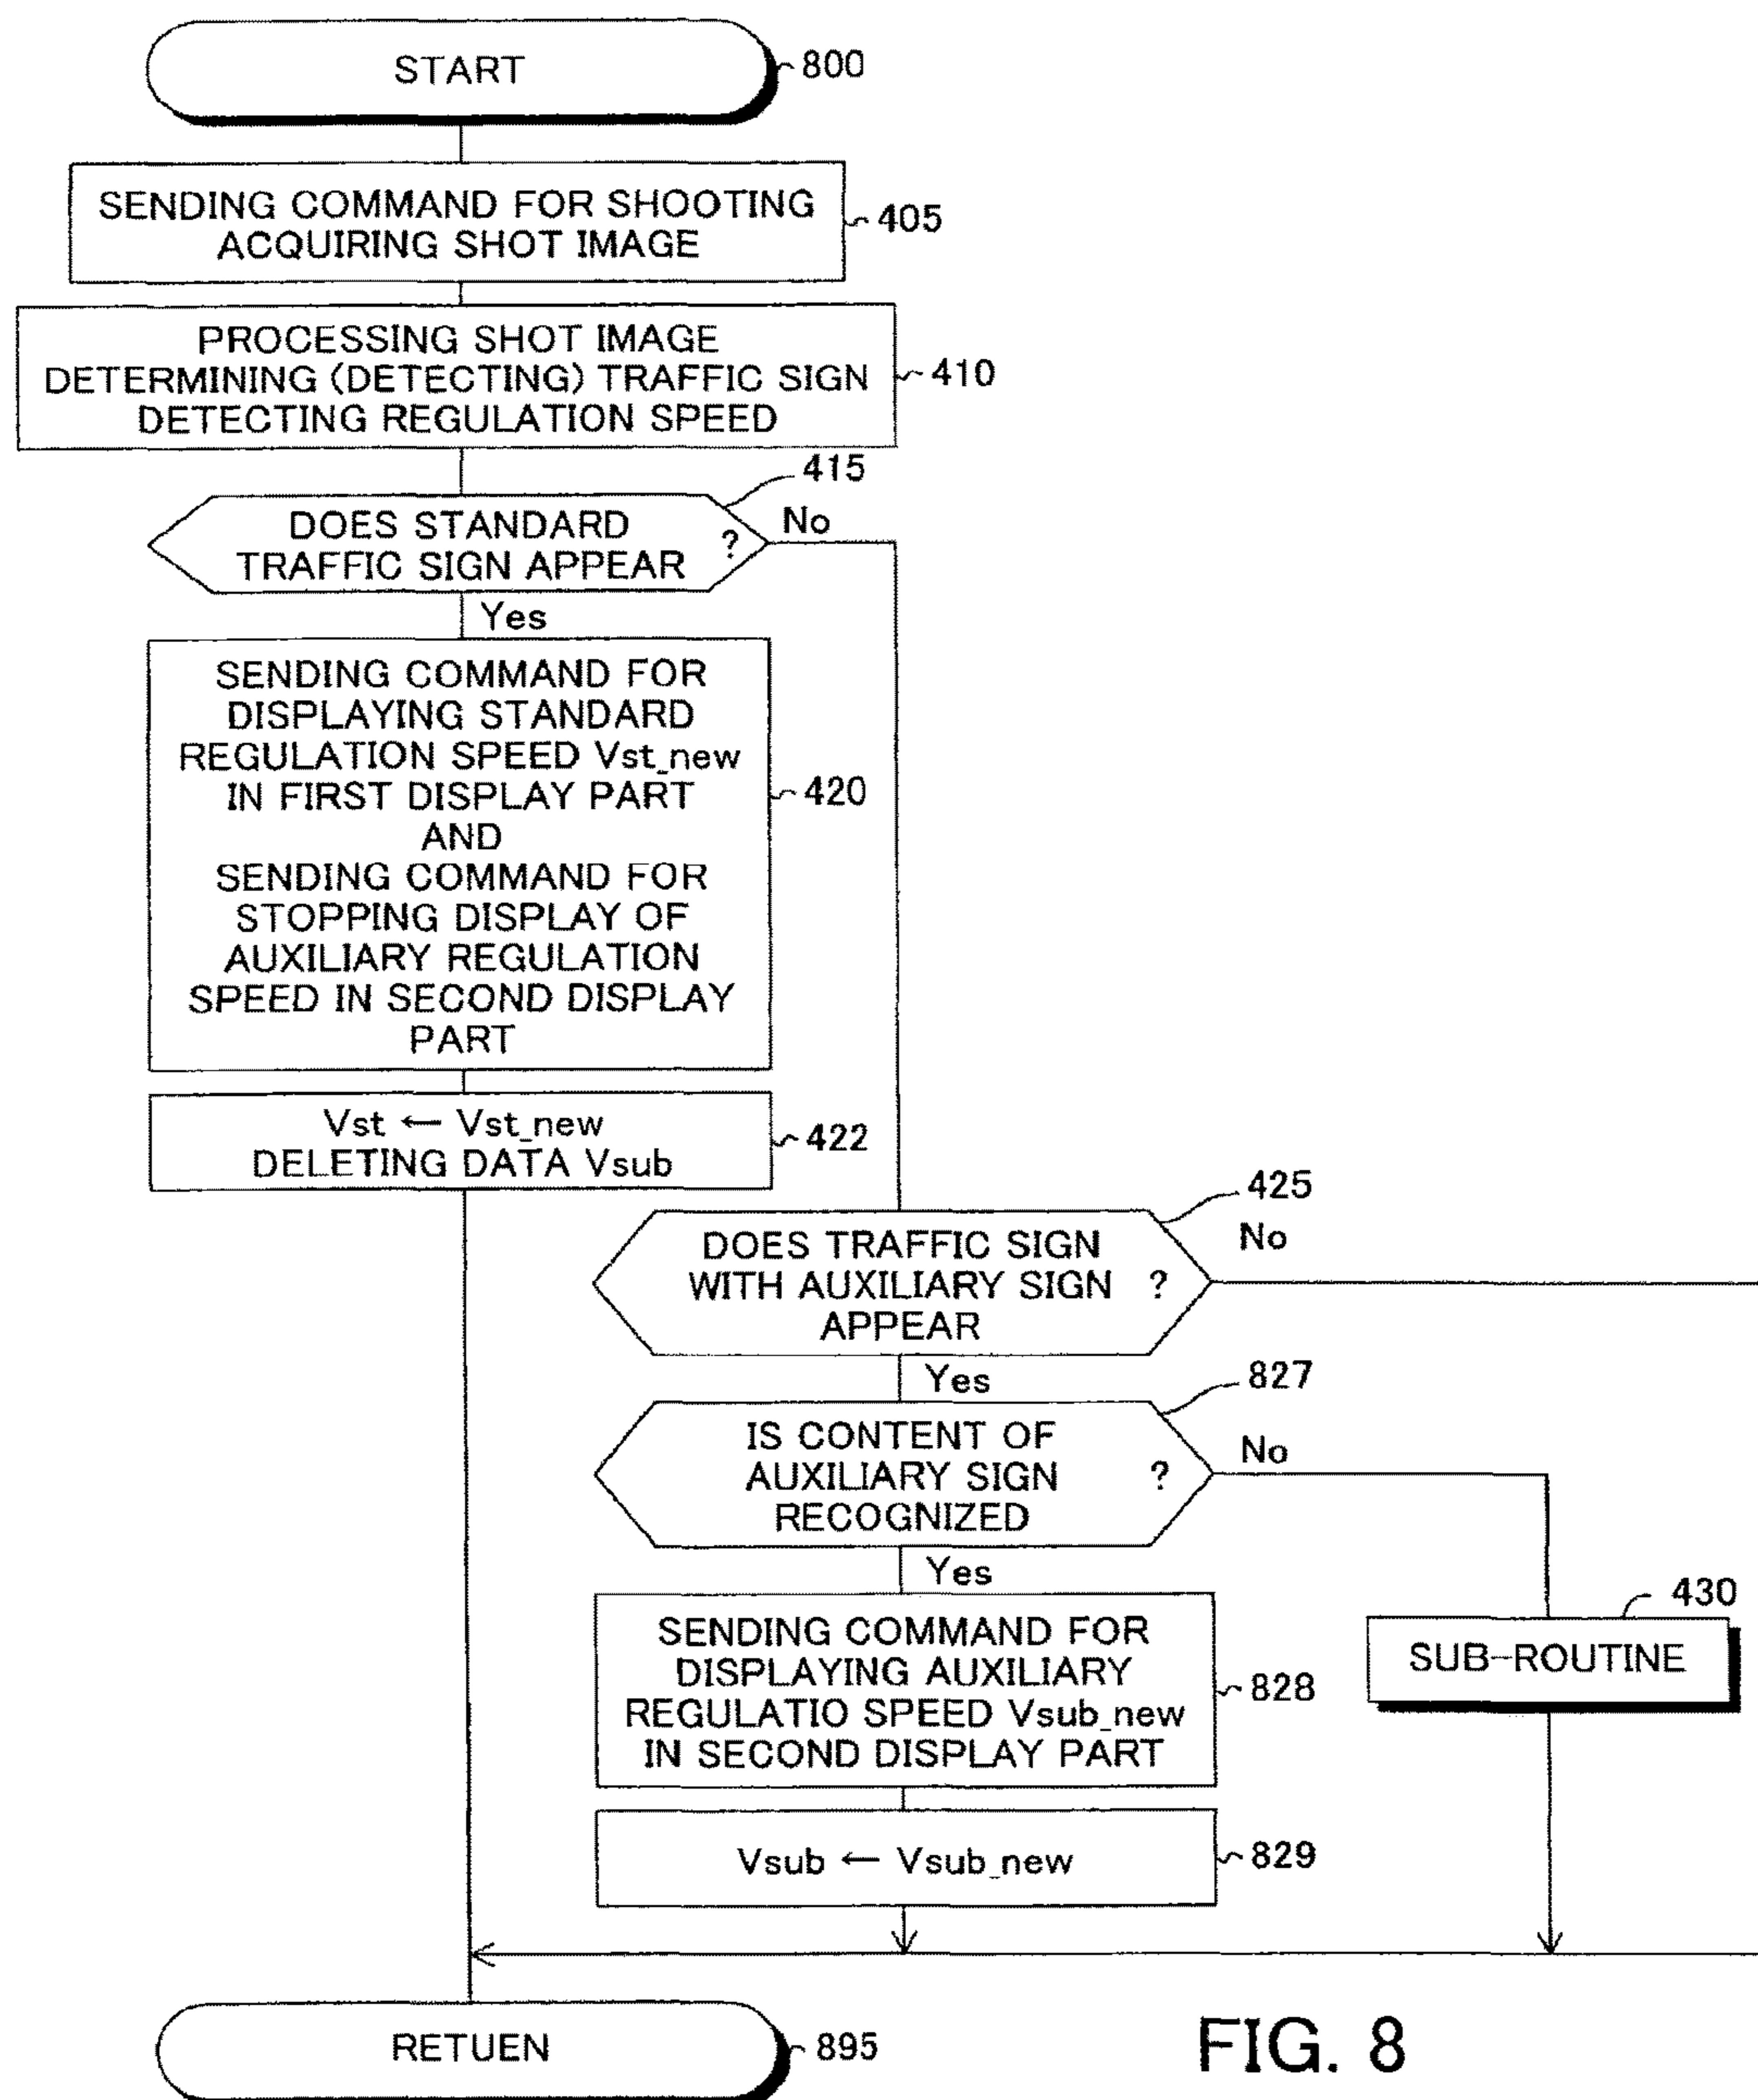 START
800
SENDING COMMAND FOR SHOOTING
ACQUIRING SHOT IMAGE
405
PROCESSING SHOT IMAGE
DETERMINING (DETECTING) TRAFFIC SIGN
DETECTING REGULATION SPEED
410
415
DOES STANDARD
TRAFFIC SIGN APPEAR
?
No
Yes
SENDING COMMAND FOR
DISPLAYING STANDARD
REGULATION SPEED Vst_new
IN FIRST DISPLAY PART
AND
SENDING COMMAND FOR
STOPPING DISPLAY OF
AUXILIARY REGULATION
SPEED IN SECOND DISPLAY
PART
420
Vst ← Vst_new
DELETING DATA Vsub
422
425
DOES TRAFFIC SIGN
WITH AUXILIARY SIGN
APPEAR
?
No
Yes
827
IS CONTENT OF
AUXILIARY SIGN
RECOGNIZED
?
No
Yes
SENDING COMMAND FOR
DISPLAYING AUXILIARY
REGULATIO SPEED Vsub_new
IN SECOND DISPLAY PART
828
430
SUB-ROUTINE
Vsub ← Vsub_new
829
RETUEN
895
FIG. 8